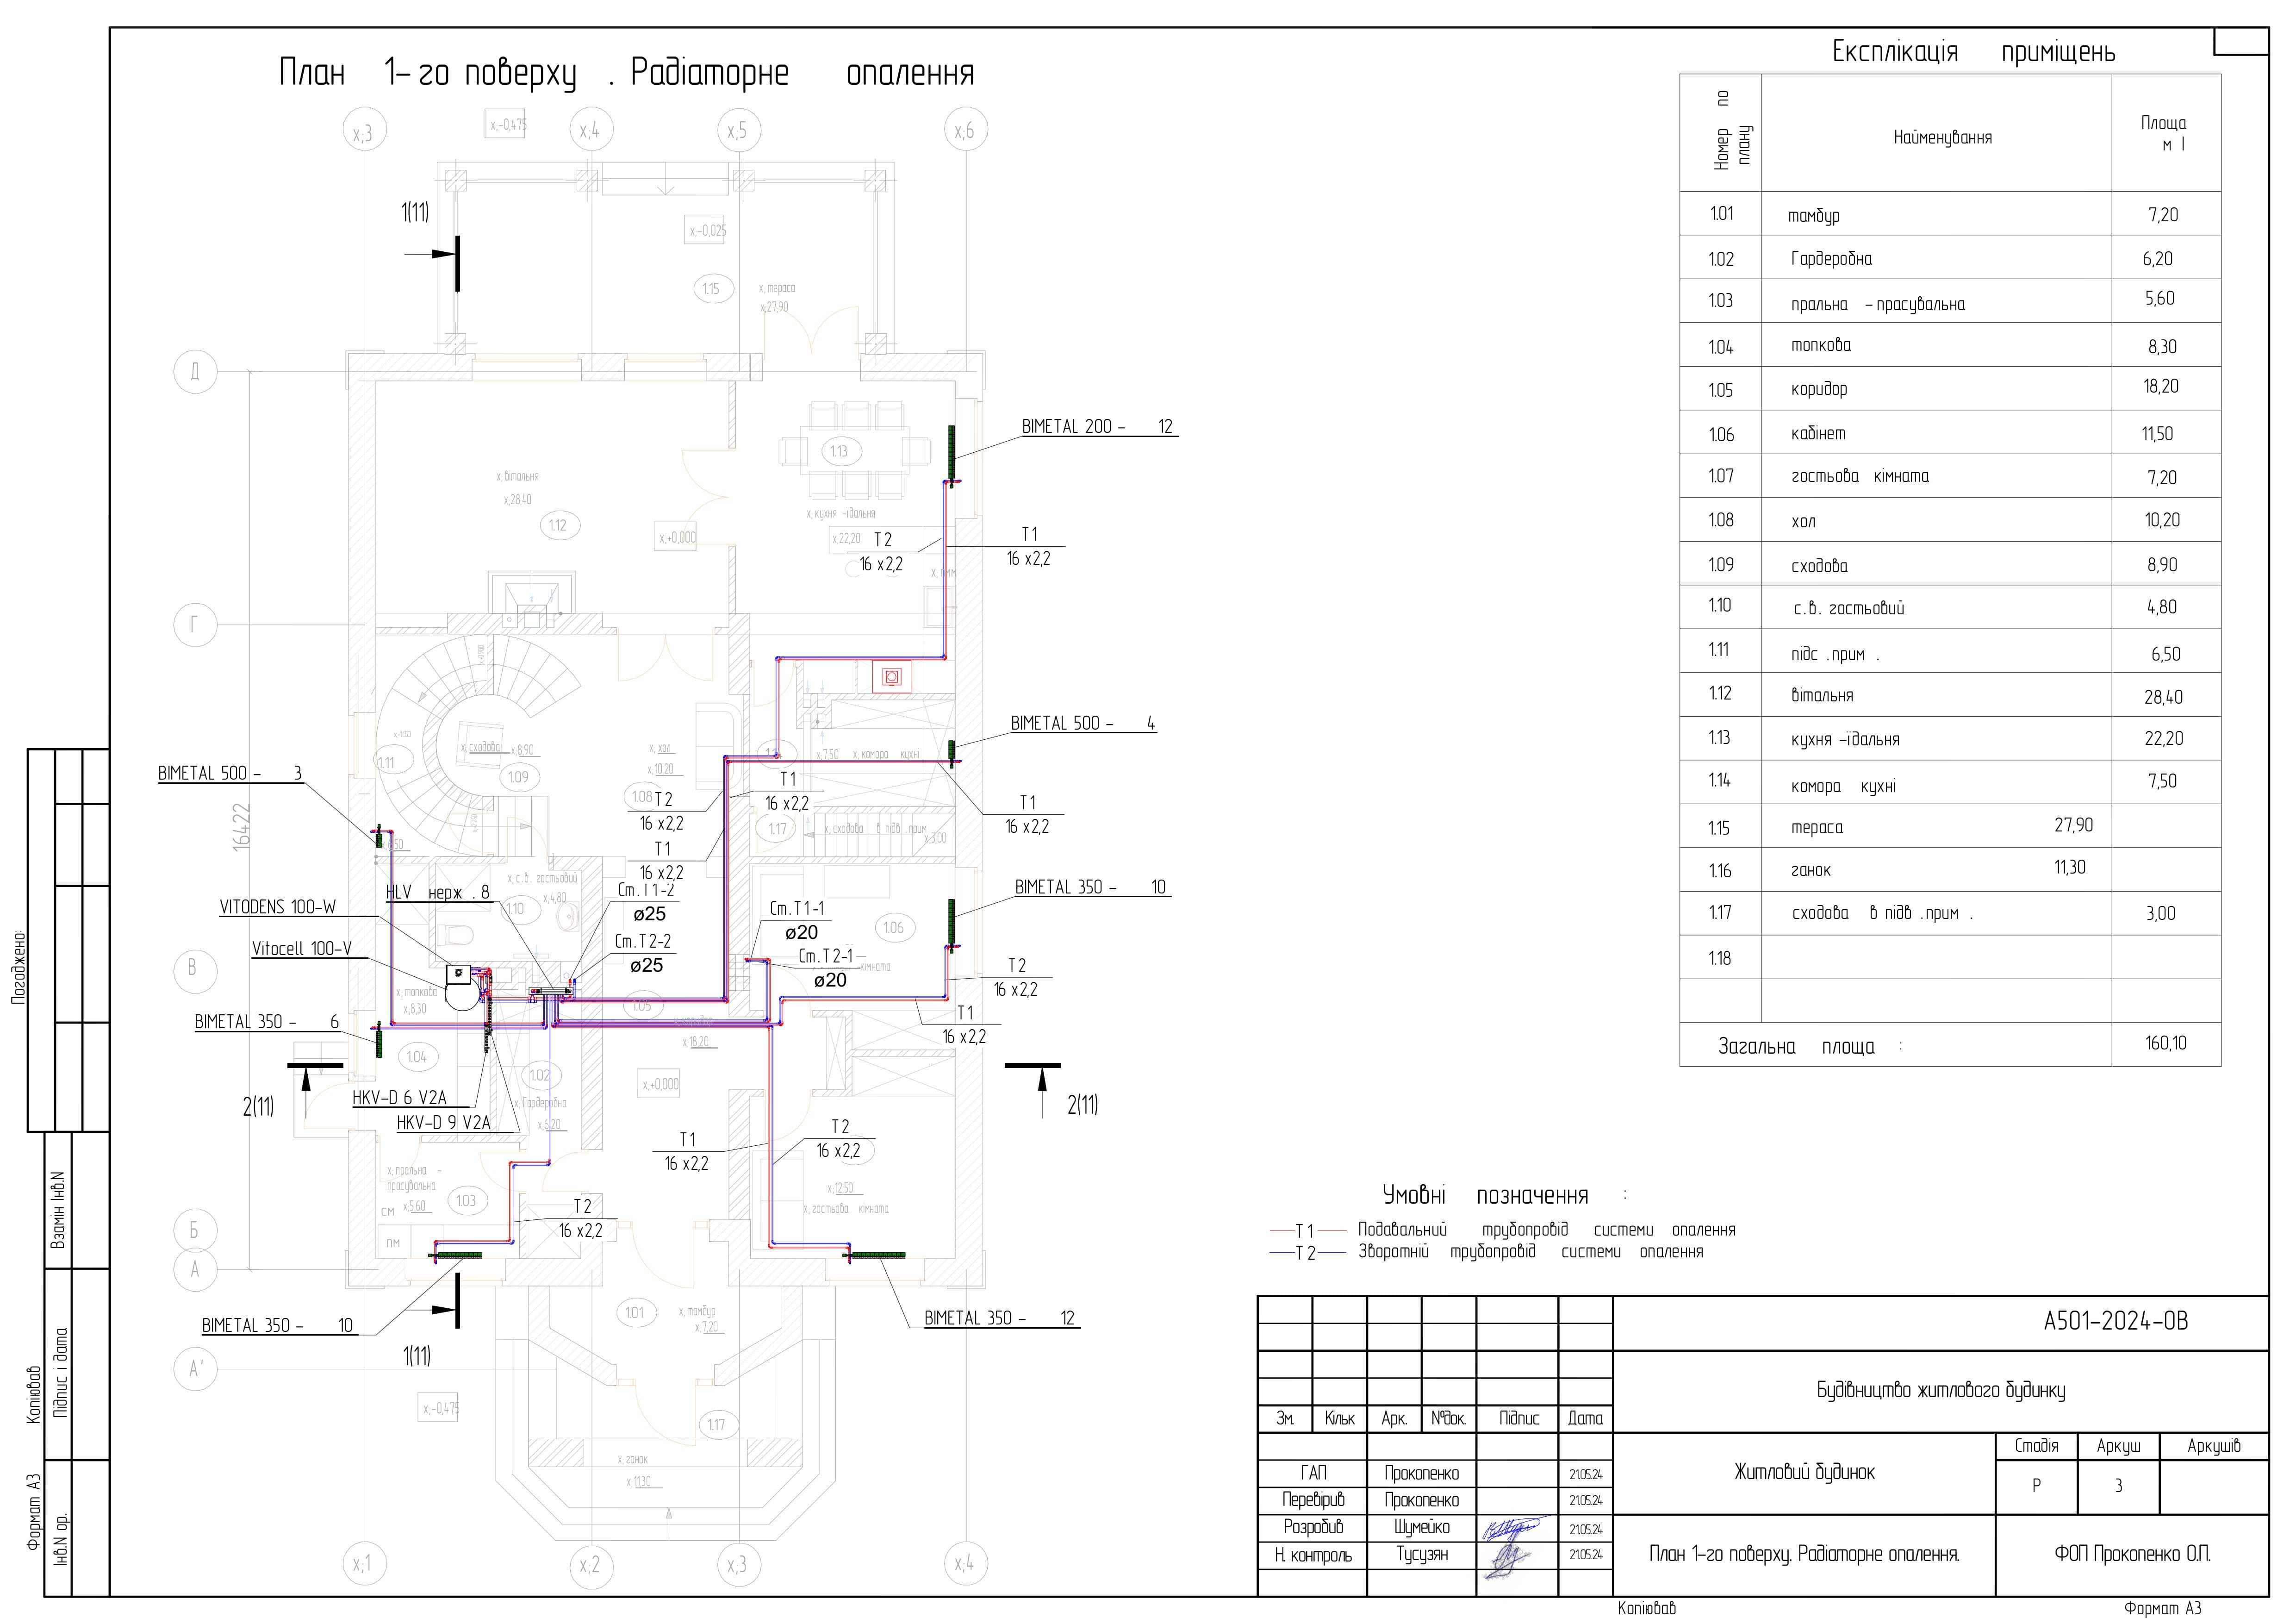 План 1-го поверху . Радіаторне опалення
х;3
х;-0,475
х;4
х;5
х;6
1(11)
х;-0,025
1.15
х; тераса
х;27,90
Д
BIMETAL 200 - 12
1.13
х; вітальня
х;28,40
х; кухня -їдальня
1.12
х;+0,000
х;22,20
Т2
16 х2,2
Т1
16 х2,2
Г
BIMETAL 500 - 4
х; сходова х;8,90
х; хол
х;10,20
х;7,50
х; комора кухні
1.11
1.09
1.08
BIMETAL 500 - 3
16422
Т1
16 х2,2
Т2
16 х2,2
Т1
16 х2,2
1.17
х; сходова в підв .прим
х;3,00
Т1
16 х2,2
HLV нерж . 8
х; с.в. гостьовий
х;4,80
1.10
Ст.Т1-2
ø25
Ст.Т2-2
ø25
Ст.Т1-1
ø20
Ст.Т2-1
ø20
1.06
кімната
BIMETAL 350 - 10
VITODENS 100-W
Vitocell 100-V
В
х; топкова
х;8,30
1.05
х;18.20
Т2
16 х2,2
Т1
16 х2,2
BIMETAL 350 - 6
1.04
1.02
х; Гардеробна
х;6,20
х;+0,000
2(11)
2(11)
HKV-D 6 V2A
HKV-D 9 V2A
Т1
16 х2,2
Т2
16 х2,2
х; пральна -
прасувальна
х;5,60
1.03
СМ
ПМ
Т2
16 х2,2
х;12,50
х; гостьова кімната
Б
А
BIMETAL 350 - 10
1.01
х; тамбур
х;7,20
BIMETAL 350 - 12
1(11)
А'
х;-0,475
1.17
х; ганок
х;11,30
х;1
х;2
х;3
х;4
Експлікація приміщень
Номер по плану
Найменування
Площа
м І
1.01 тамбур 7,20
1.02 Гардеробна 6,20
1.03 пральна - прасувальна 5,60
1.04 топкова 8,30
1.05 коридор 18,20
1.06 кабінет 11,50
1.07 гостьова кімната 7,20
1.08 хол 10,20
1.09 сходова 8,90
1.10 с.в. гостьовий 4,80
1.11 підс .прим . 6,50
1.12 вітальня 28,40
1.13 кухня -їдальня 22,20
1.14 комора кухні 7,50
1.15 тераса 27,90
1.16 ганок 11,30
1.17 сходова в підв .прим . 3,00
1.18
Загальна площа : 160,10
Умовні позначення :
Т1 Подавальний трубопровід системи опалення
Т2 Зворотній трубопровід системи опалення
А501-2024-ОВ
Будівництво житлового будинку
Зм. Кільк Арк. №док. Підпис Дата
ГАП Прокопенко 21.05.24
Перевірив Прокопенко 21.05.24
Розробив Шумейко 21.05.24
Н. контроль Тусузян 21.05.24
Житловий будинок
Стадія Аркуш Аркушів
Р 3
План 1-го поверху. Радіаторне опалення.
ФОП Прокопенко О.П.
Копіював
Формат А3
Погоджено:
Взамін Інв.N
Підпис і дата
Інв.N ор.
Копіював
Формат А3